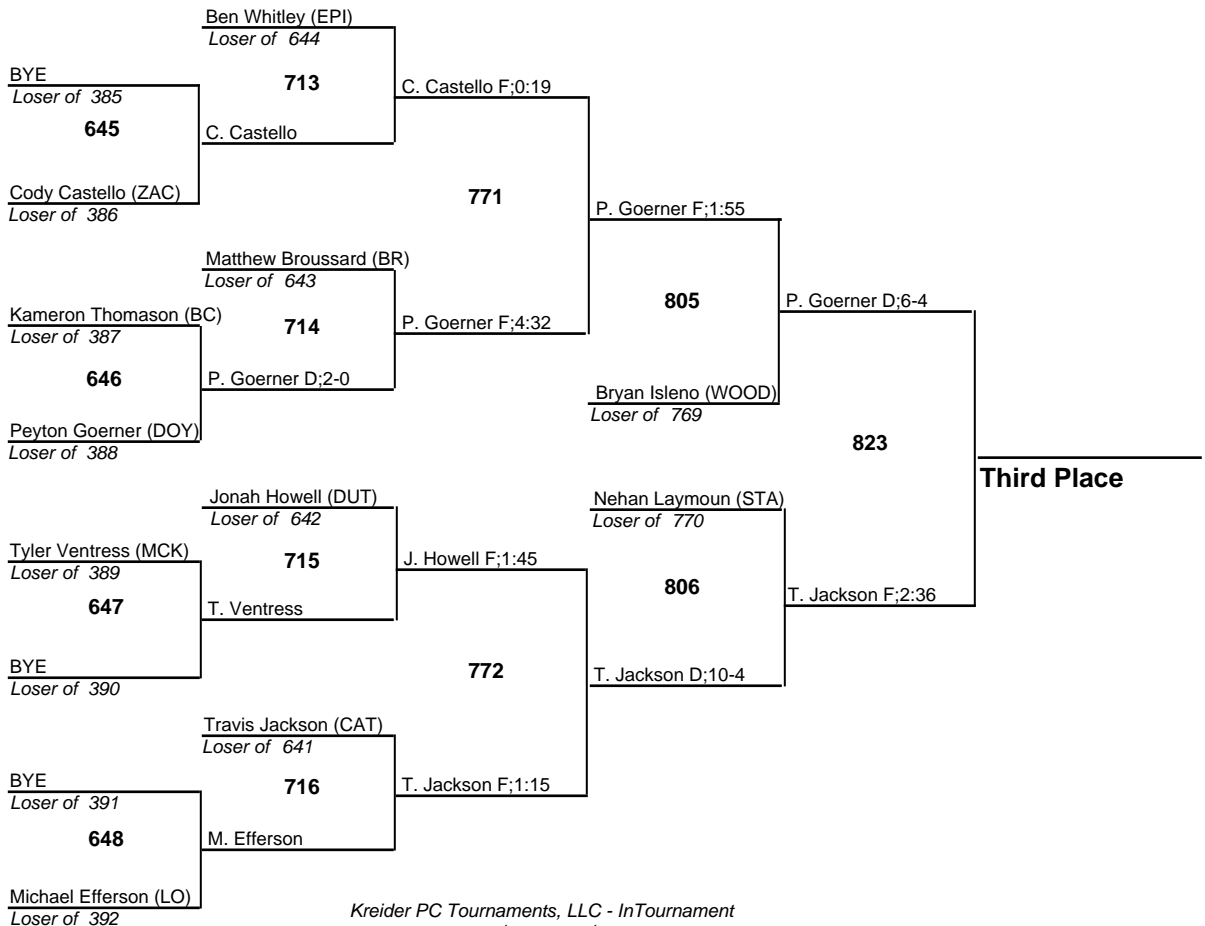 Ben Whitley (EPI)
Loser of 644
BYE
Loser of 385
713
C. Castello F;0:19
645
C. Castello
Cody Castello (ZAC)
Loser of 386
771
P. Goerner F;1:55
Matthew Broussard (BR)
Loser of 643
Kameron Thomason (BC)
Loser of 387
714
P. Goerner F;4:32
805
P. Goerner D;6-4
646
P. Goerner D;2-0
Bryan Isleno (WOOD)
Loser of 769
Peyton Goerner (DOY)
Loser of 388
823
Third Place
Jonah Howell (DUT)
Loser of 642
Nehan Laymoun (STA)
Loser of 770
Tyler Ventress (MCK)
Loser of 389
715
J. Howell F;1:45
806
T. Jackson F;2:36
647
T. Ventress
BYE
Loser of 390
772
T. Jackson D;10-4
Travis Jackson (CAT)
Loser of 641
BYE
Loser of 391
716
T. Jackson F;1:15
648
M. Efferson
Michael Efferson (LO)
Loser of 392
Kreider PC Tournaments, LLC - InTournament